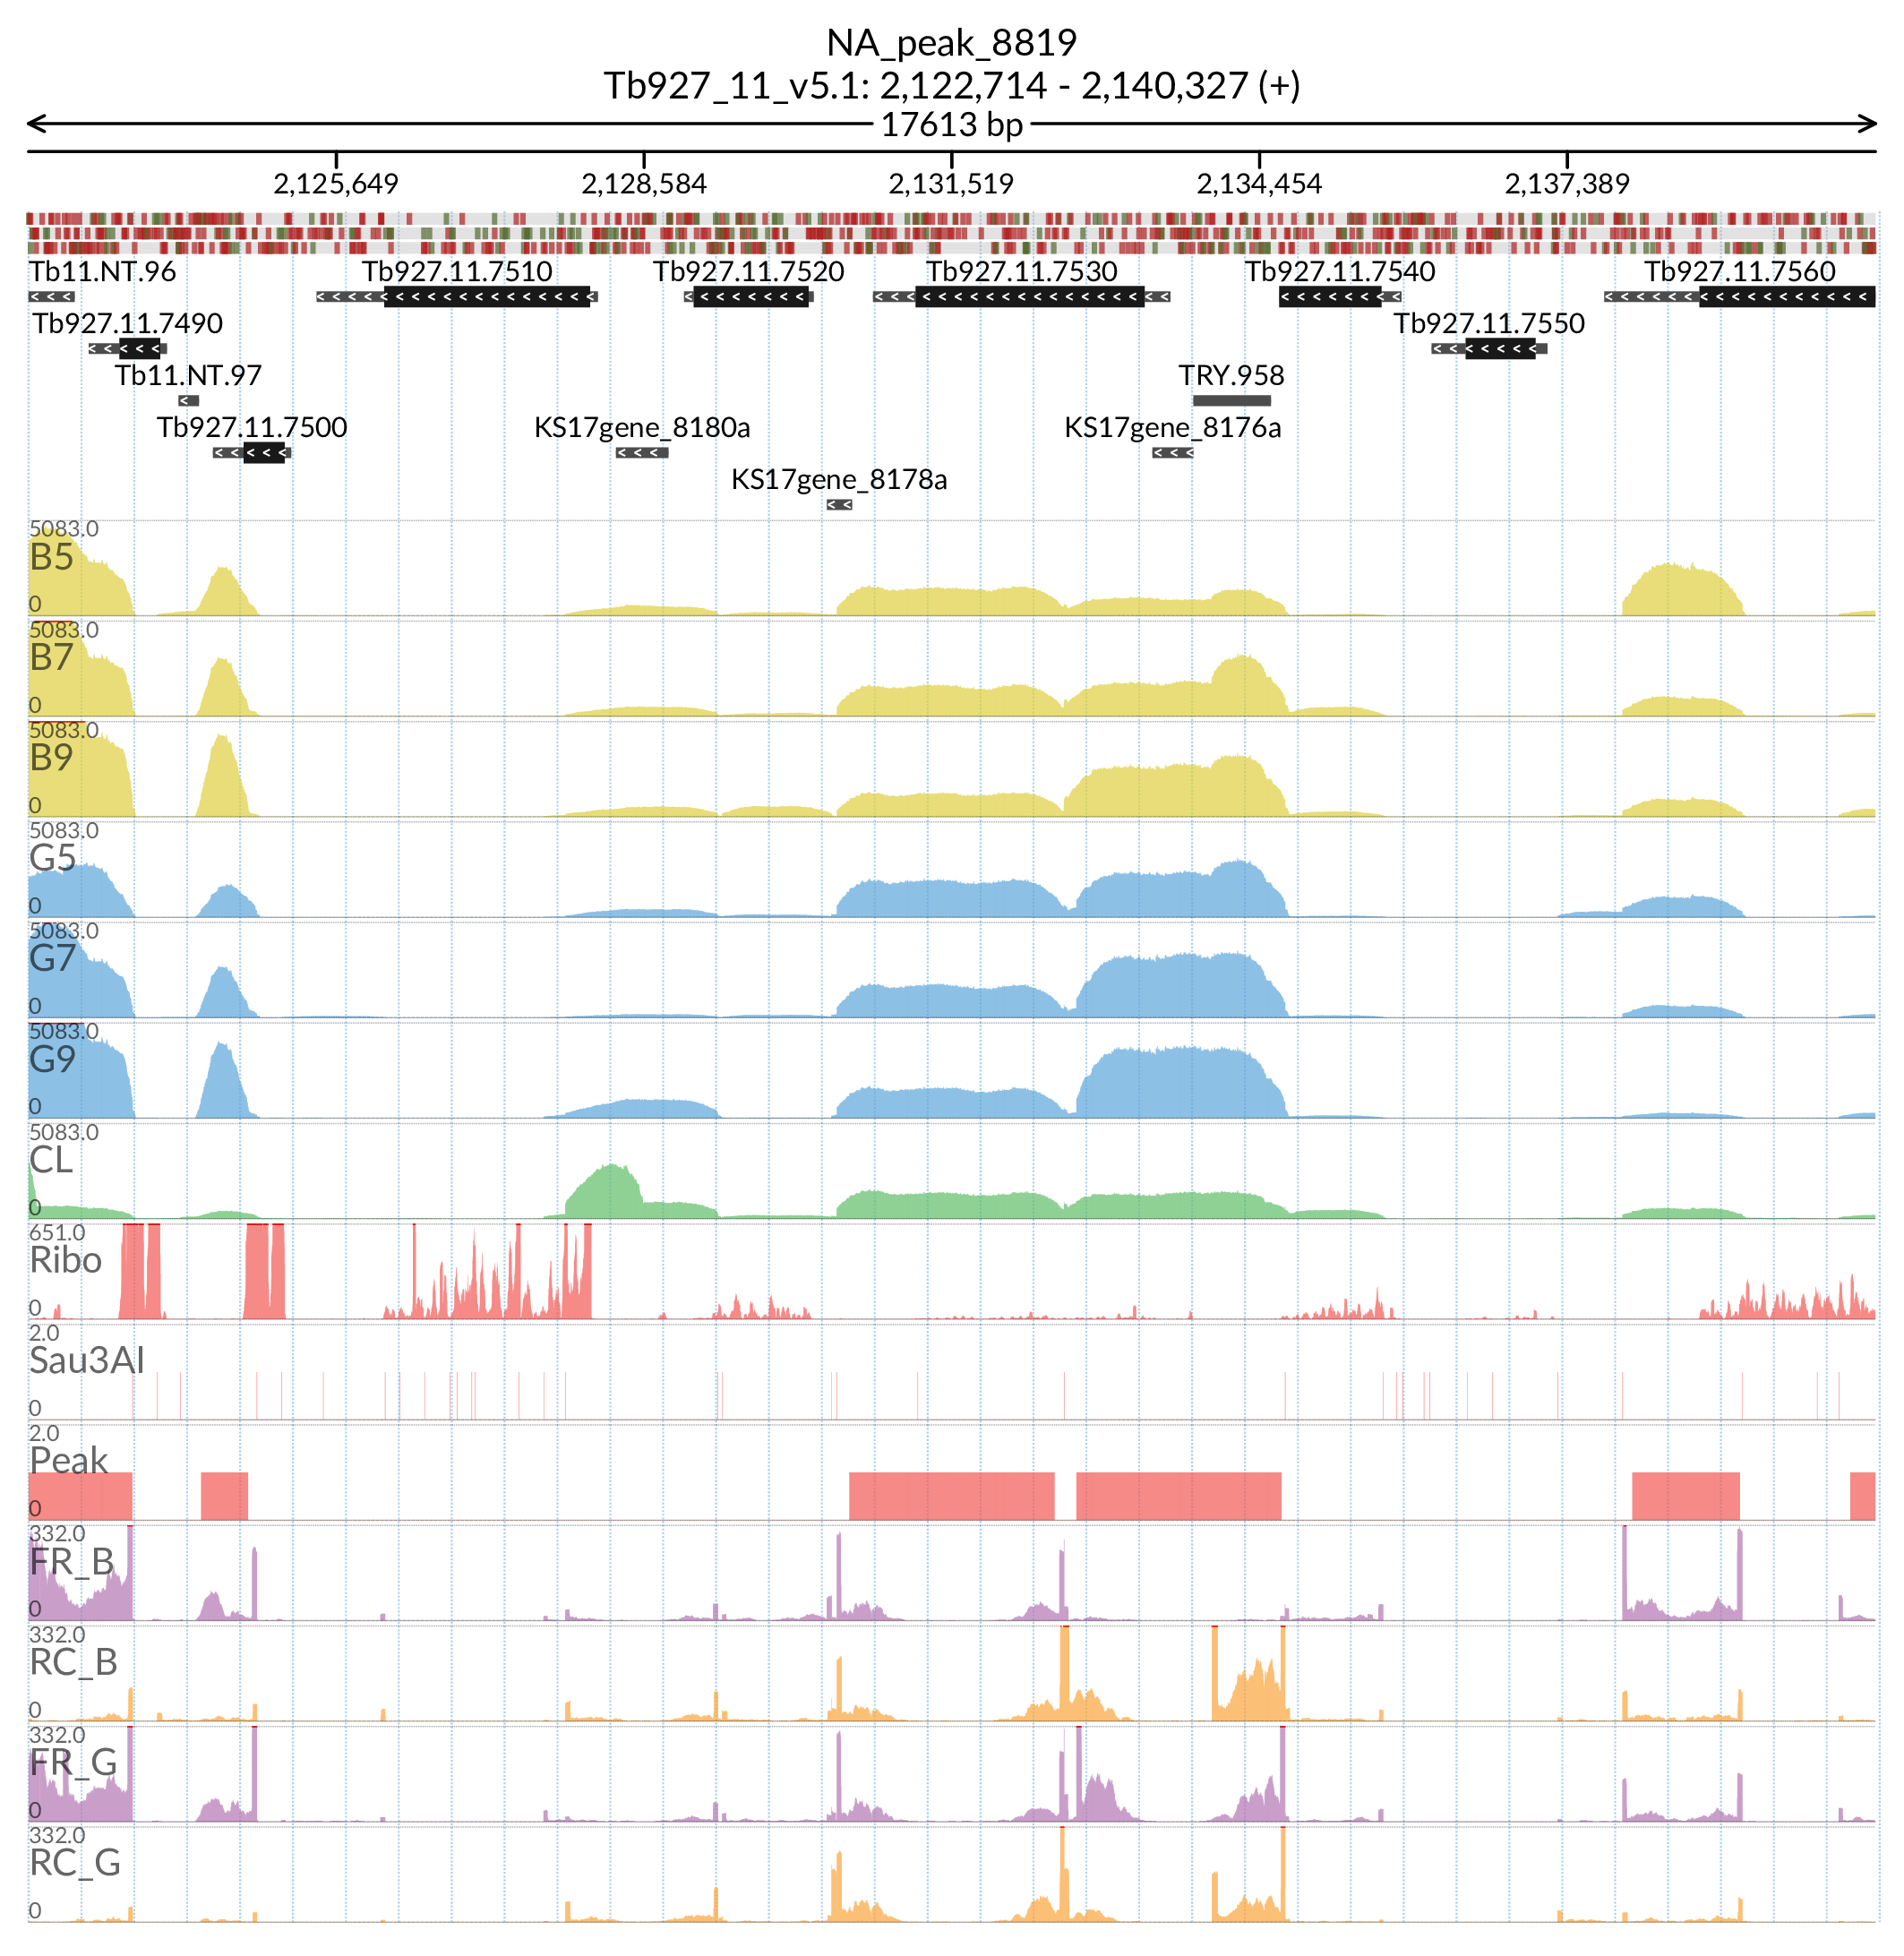 NA_peak_8819
Tb927_11_v5.1: 2,122,714 - 2,140,327 (+)
17613 bp
2,125,649 2,128,584 2,131,519 2,134,454 2,137,389
Tb11.NT.96 Tb927.11.7510 Tb927.11.7520 Tb927.11.7530 Tb927.11.7540 Tb927.11.7560
Tb927.11.7490 Tb927.11.7550
Tb11.NT.97 TRY.958
Tb927.11.7500 KS17gene_8180a KS17gene_8176a
KS17gene_8178a
5083.0
B5
0
5083.0
B7
0
5083.0
B9
0
5083.0
G5
0
5083.0
G7
0
5083.0
G9
0
5083.0
CL
0
651.0
Ribo
0
2.0
Sau3AI
0
2.0
Peak
0
332.0
FR_B
0
332.0
RC_B
0
332.0
FR_G
0
332.0
RC_G
0